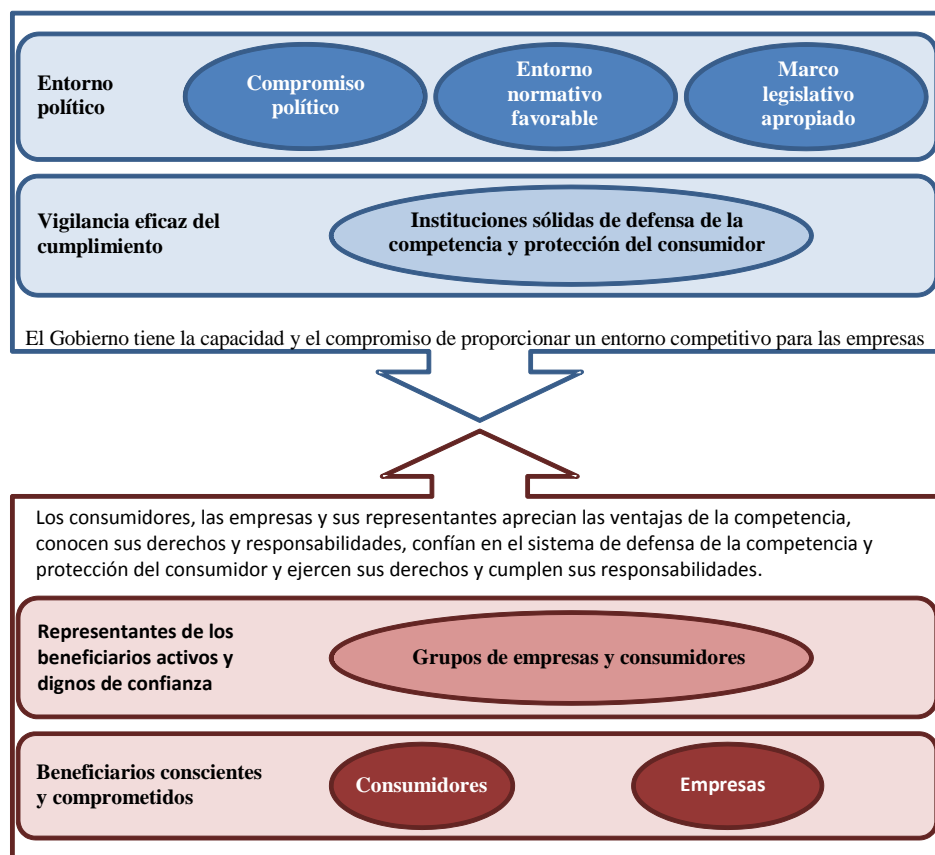 Entorno
político
Compromiso
político
Entorno
normativo
favorable
Marco
legislativo
apropiado
Vigilancia eficaz del
cumplimiento
Instituciones sólidas de defensa de la
competencia y protección del consumidor
El Gobierno tiene la capacidad y el compromiso de proporcionar un entorno competitivo para las empresas
Los consumidores, las empresas y sus representantes aprecian las ventajas de la competencia,
conocen sus derechos y responsabilidades, confían en el sistema de defensa de la competencia y
protección del consumidor y ejercen sus derechos y cumplen sus responsabilidades.
Representantes de los
beneficiarios activos y
dignos de confianza
Grupos de empresas y consumidores
Beneficiarios conscientes
y comprometidos
Consumidores
Empresas